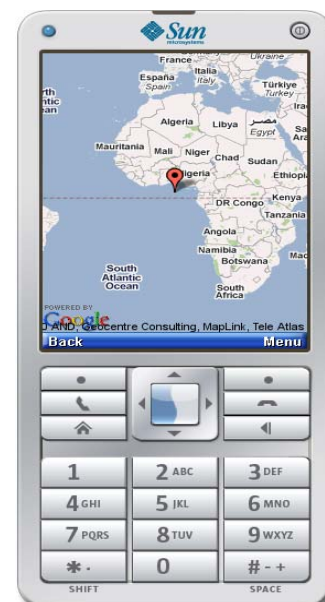 Sun
microsystems
France
Ukraine
España
Spain
Italia
Italy
Türkiye
Turkey
Algeria
Libya
مصر
Egypt
Mauritania
Mali
Niger
Chad
Sudan
DR Congo
Kenya
Tanzania
Angola
Namibia
Botswana
South
Atlantic
Ocean
South
Africa
POWERED BY
Google
AND, Geocentre Consulting, MapLink, Tele Atlas
Back
Menu
1
2 ABC
3 DEF
4 GHI
5 JKL
6 MNO
7 PQRS
8 TUV
9 WXYZ
* .
0
# - +
SHIFT
SPACE